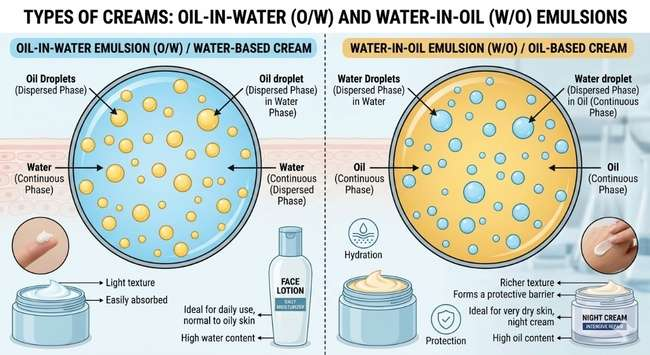 TYPES OF CREAMS: OIL-IN-WATER (O/W) AND WATER-IN-OIL (W/O) EMULSIONS
OIL-IN-WATER EMULSION (O/W) / WATER-BASED CREAM
Oil Droplets
(Dispersed Phase)
Oil droplet
(Dispersed Phase
in Water
Phase)
Water
(Continuous
Phase)
Water
(Continuous)
(Dispersed Phase)
Light texture
Easily absorbed
FACE
LOTION
DAILY
MOISTURIZER
Ideal for daily use,
normal to oily skin
High water content
WATER-IN-OIL EMULSION (W/O) / OIL-BASED CREAM
Water Droplets
(Dispersed Phase)
in Water
Water droplet
(Dispersed Phase)
in Oil (Continuous
Phase)
Oil
(Continuous
Phase)
Oil
(Continuous
Phase)
Hydration
Protection
Richer texture
Forms a protective barrier
Ideal for very dry skin,
night cream
High oil content
NIGHT CREAM
INTENSIVE REPAIR